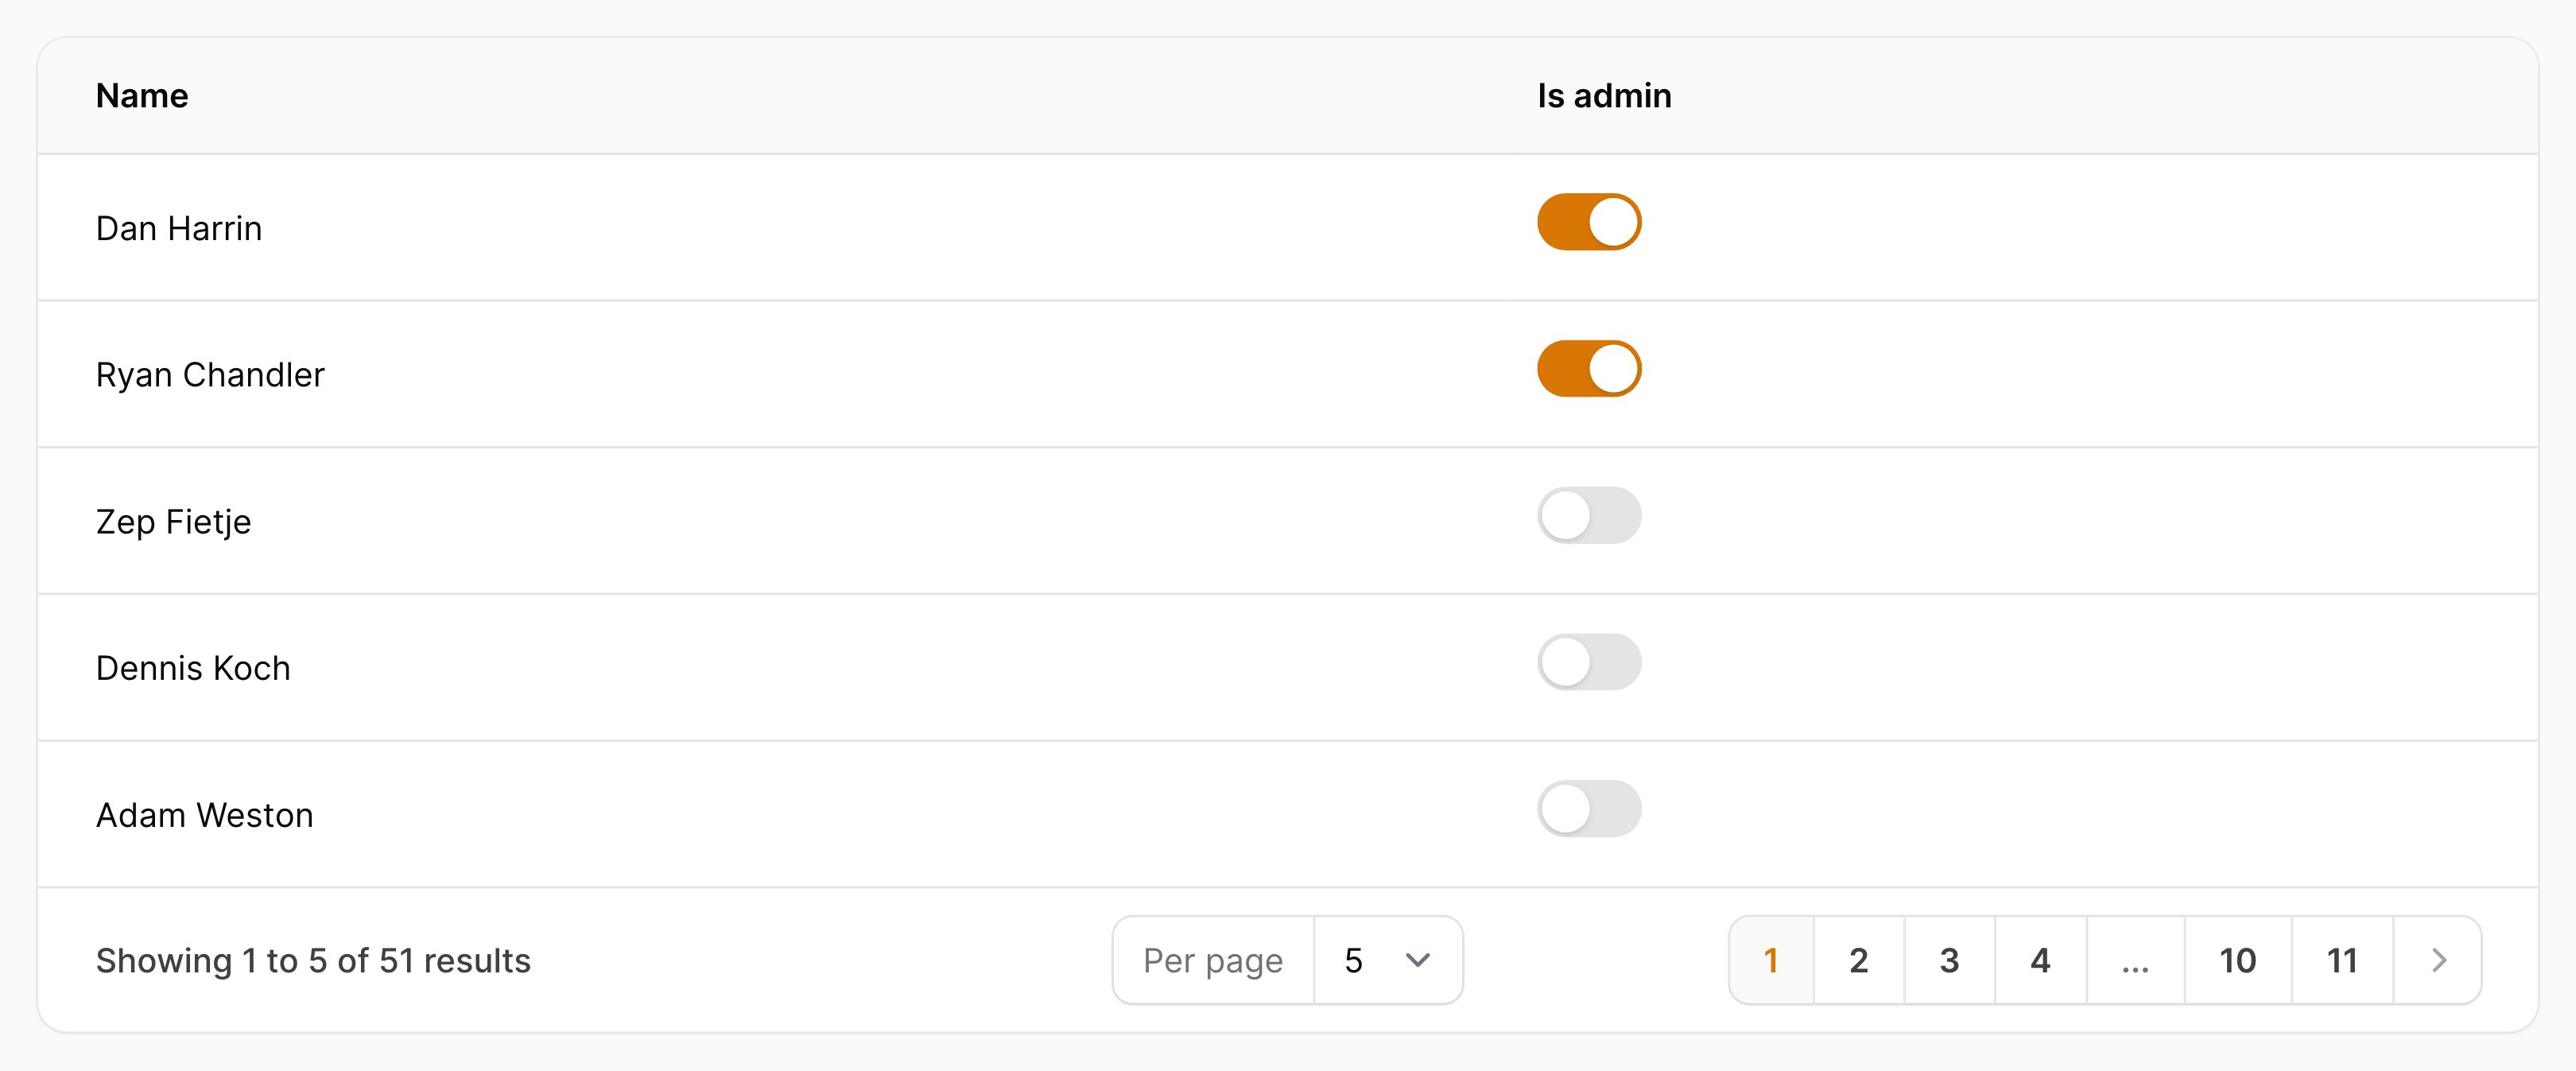 Name Is admin
Dan Harrin
Ryan Chandler
Zep Fietje
Dennis Koch
Adam Weston
Showing 1 to 5 of 51 results Per page 5 1 2 3 4 ... 10 11